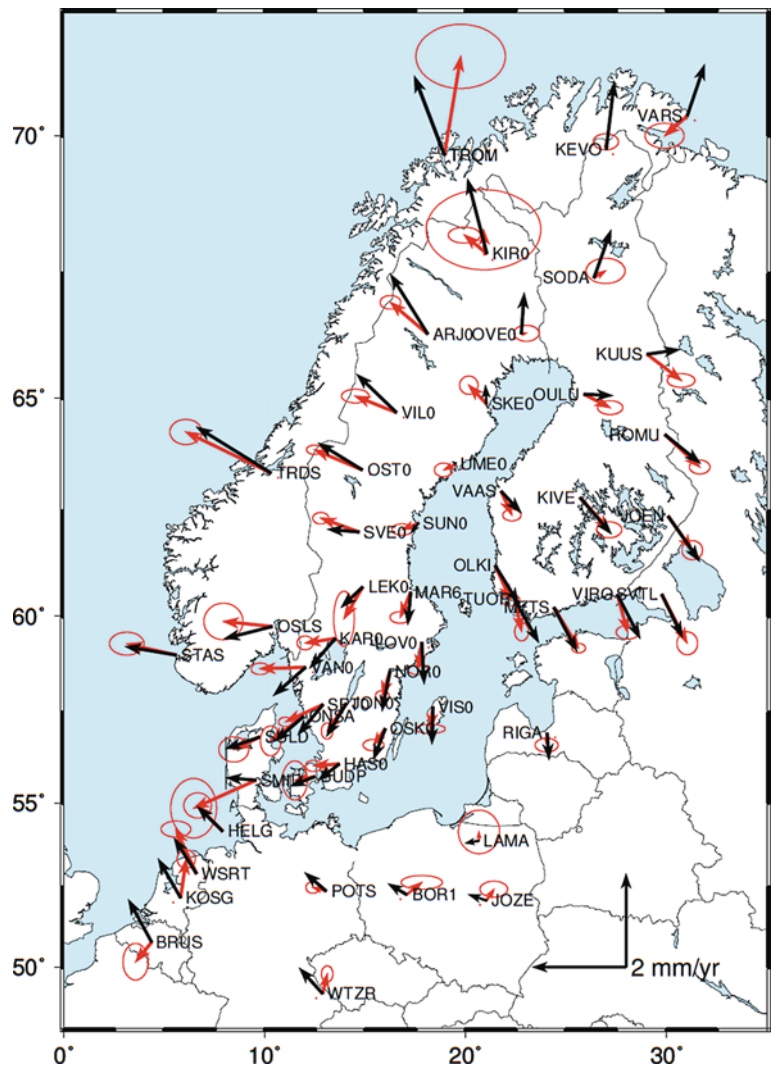 70°
VARS
KEVO
TROM
KIR0
SODA
ARJ0
OVE0
KUUS
65°
OULU
SKE0
VIL0
ROMU
UME0
TRDS
OST0
VAAS
KIVE
JOEN
SUN0
SVE0
OLKI
LEK0
MAR6
TUOR
METS
VIRO
SVTL
60°
OSLS
KAR0
LOV0
STAS
VAN0
NOR0
JON0
VIS0
ONSA
OSK0
RIGA
SULD
HAS0
SMID
BUDP
55°
HELG
LAMA
WSRT
KOSG
POTS
BOR1
JOZE
BRUS
50°
2 mm/yr
WTZR
0°
10°
20°
30°